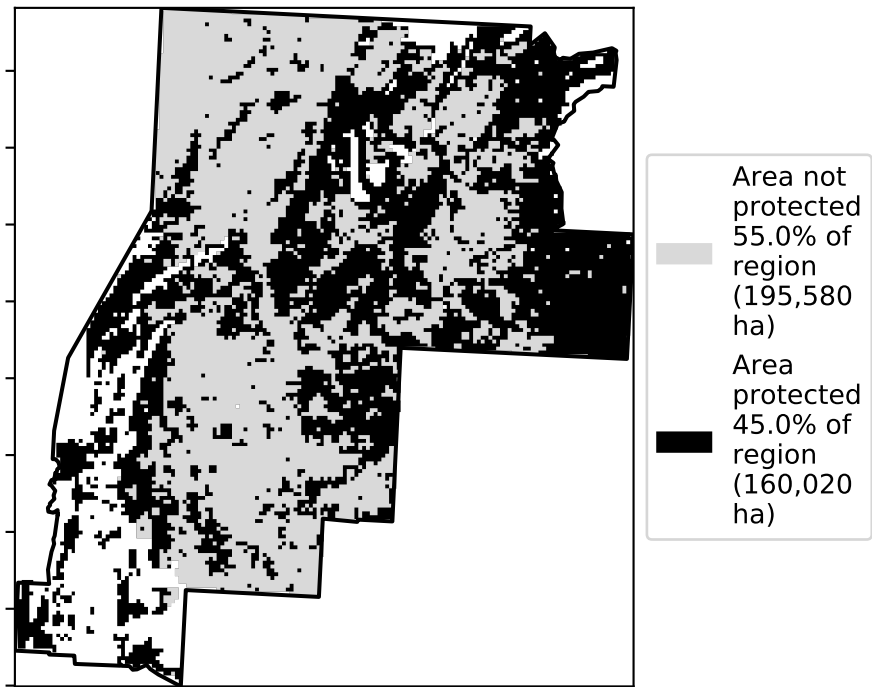 Area not
protected
55.0% of
region
(195,580
ha)
Area
protected
45.0% of
region
(160,020
ha)